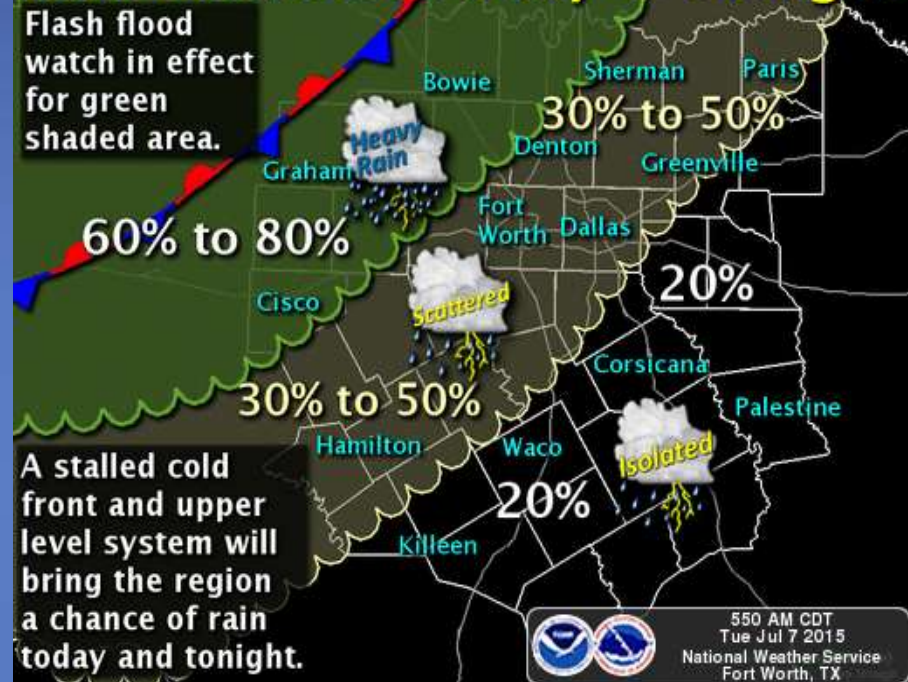 Flash flood
watch in effect
for green
shaded area.
Bowie
Sherman
Paris
30% to 50%
Heavy
Rain
Denton
Graham
Greenville
60% to 80%
Fort
Worth
Dallas
20%
Cisco
Scattered
Corsicana
30% to 50%
Palestine
Hamilton
Waco
Isolated
20%
Killeen
A stalled cold
front and upper
level system will
bring the region
a chance of rain
today and tonight.
550 AM CDT
Tue Jul 7 2015
National Weather Service
Fort Worth, TX